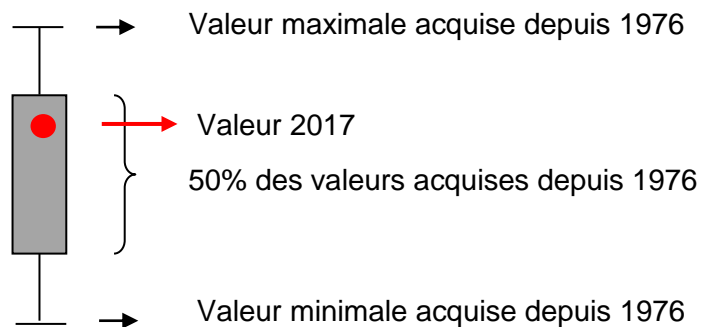 Valeur maximale acquise depuis 1976
Valeur 2017
50% des valeurs acquises depuis 1976
Valeur minimale acquise depuis 1976